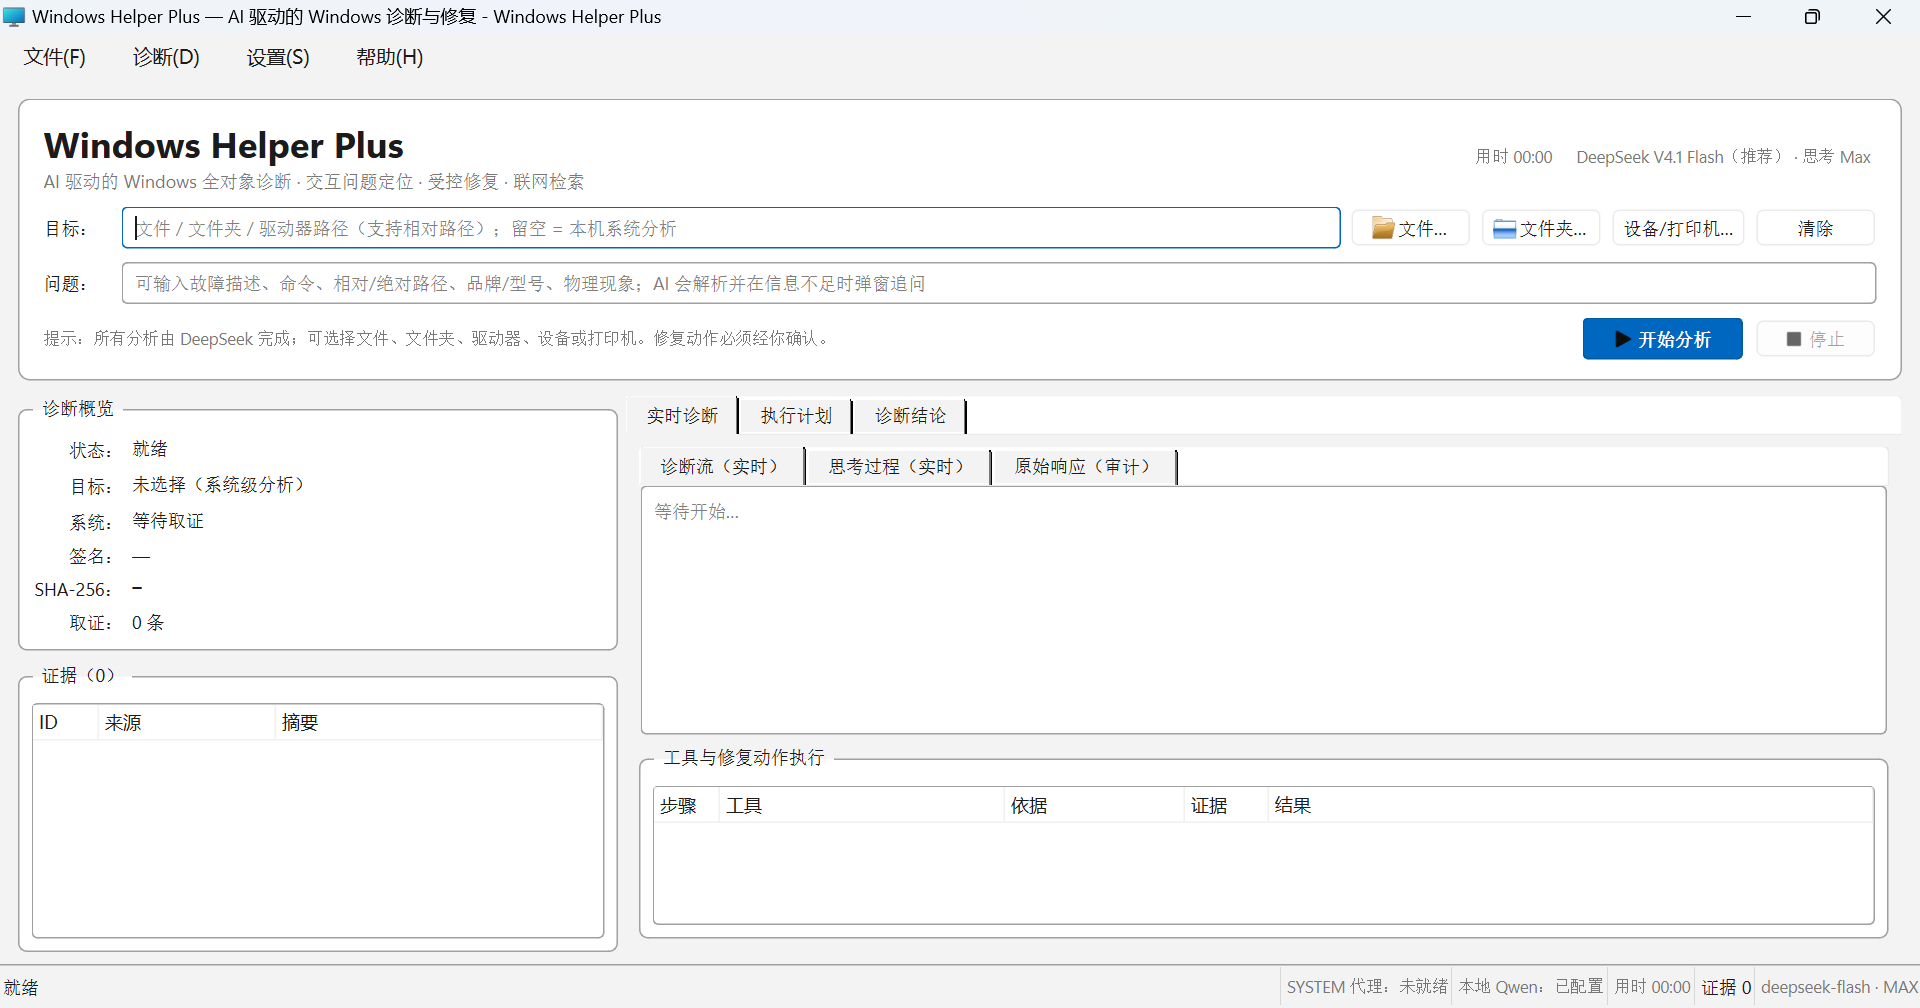 Windows Helper Plus — AI 驱动的 Windows 诊断与修复 - Windows Helper Plus
文件(F) 诊断(D) 设置(S) 帮助(H)
Windows Helper Plus
用时 00:00 DeepSeek V4.1 Flash（推荐） · 思考 Max
AI 驱动的 Windows 全对象诊断 · 交互问题定位 · 受控修复 · 联网检索
目标： 文件 / 文件夹 / 驱动器路径（支持相对路径）；留空 = 本机系统分析 文件... 文件夹... 设备/打印机... 清除
问题： 可输入故障描述、命令、相对/绝对路径、品牌/型号、物理现象；AI 会解析并在信息不足时弹窗追问
提示：所有分析由 DeepSeek 完成；可选择文件、文件夹、驱动器、设备或打印机。修复动作必须经你确认。 开始分析 停止
诊断概览
状态： 就绪
目标： 未选择（系统级分析）
系统： 等待取证
签名： —
SHA-256： –
取证： 0 条
证据（0）
ID 来源 摘要
实时诊断 执行计划 诊断结论
诊断流（实时） 思考过程（实时） 原始响应（审计）
等待开始...
工具与修复动作执行
步骤 工具 依据 证据 结果
就绪 SYSTEM 代理：未就绪 本地 Qwen：已配置 用时 00:00 证据 0 deepseek-flash · MAX